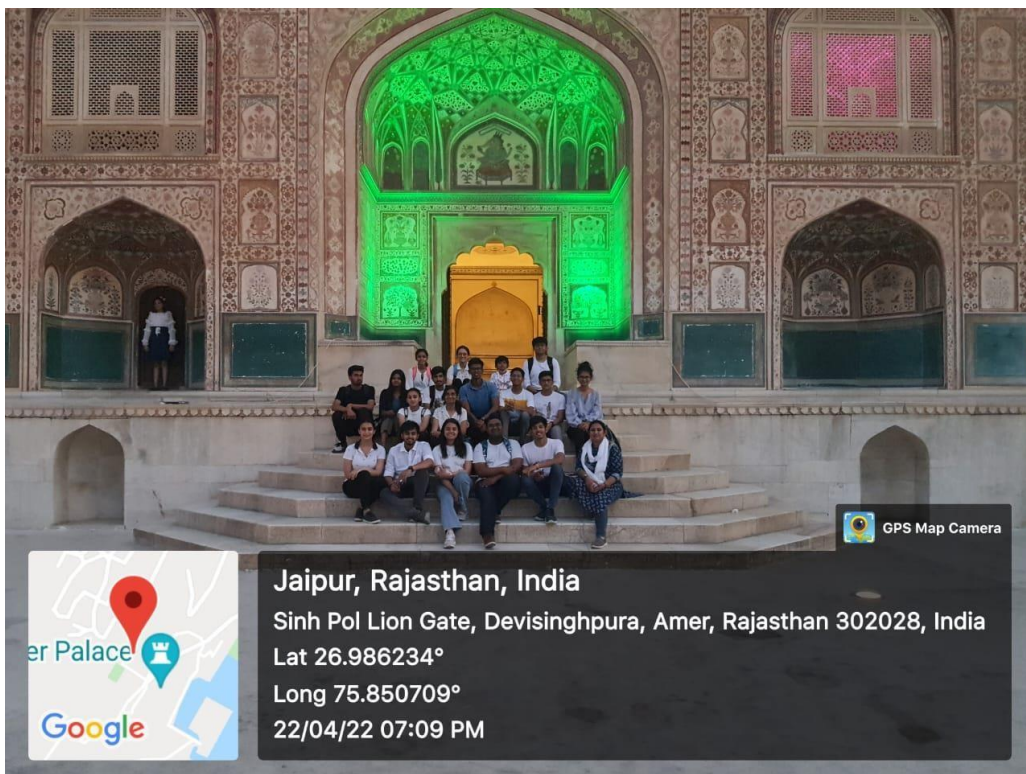 GPS Map Camera
er Palace
Google
Jaipur, Rajasthan, India
Sinh Pol Lion Gate, Devisinghpura, Amer, Rajasthan 302028, India
Lat 26.986234°
Long 75.850709°
22/04/22 07:09 PM